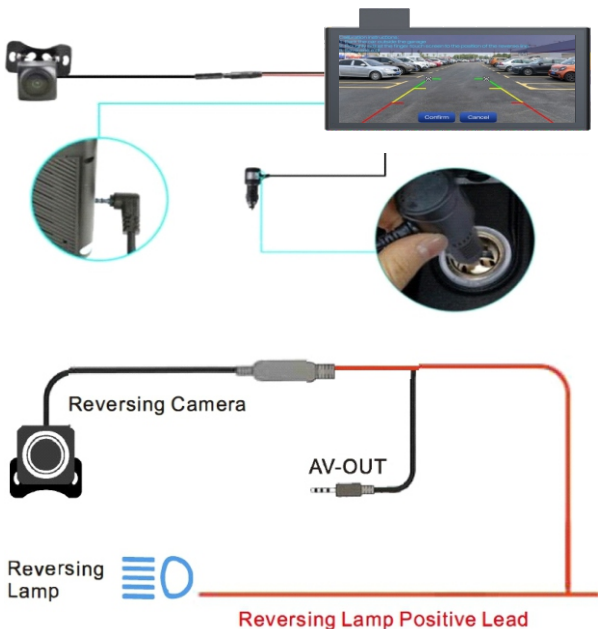 Confirm Cancel
Reversing Camera
AV-OUT
Reversing
Lamp
Reversing Lamp Positive Lead